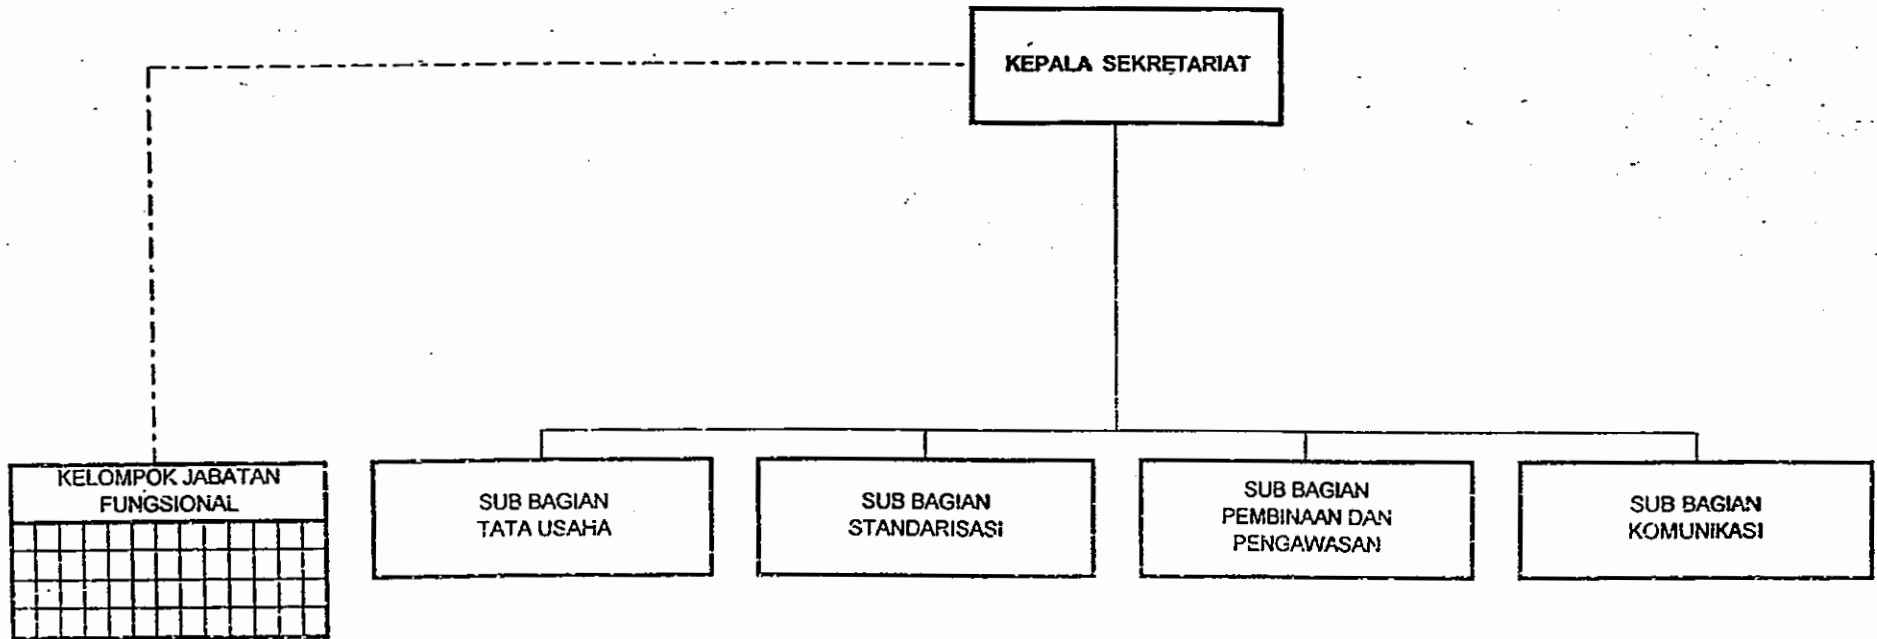 KEPALA SEKRETARIAT
KELOMPOK JABATAN
FUNGSIONAL
SUB BAGIAN
TATA USAHA
SUB BAGIAN
STANDARISASI
SUB BAGIAN
PEMBINAAN DAN
PENGAWASAN
SUB BAGIAN
KOMUNIKASI